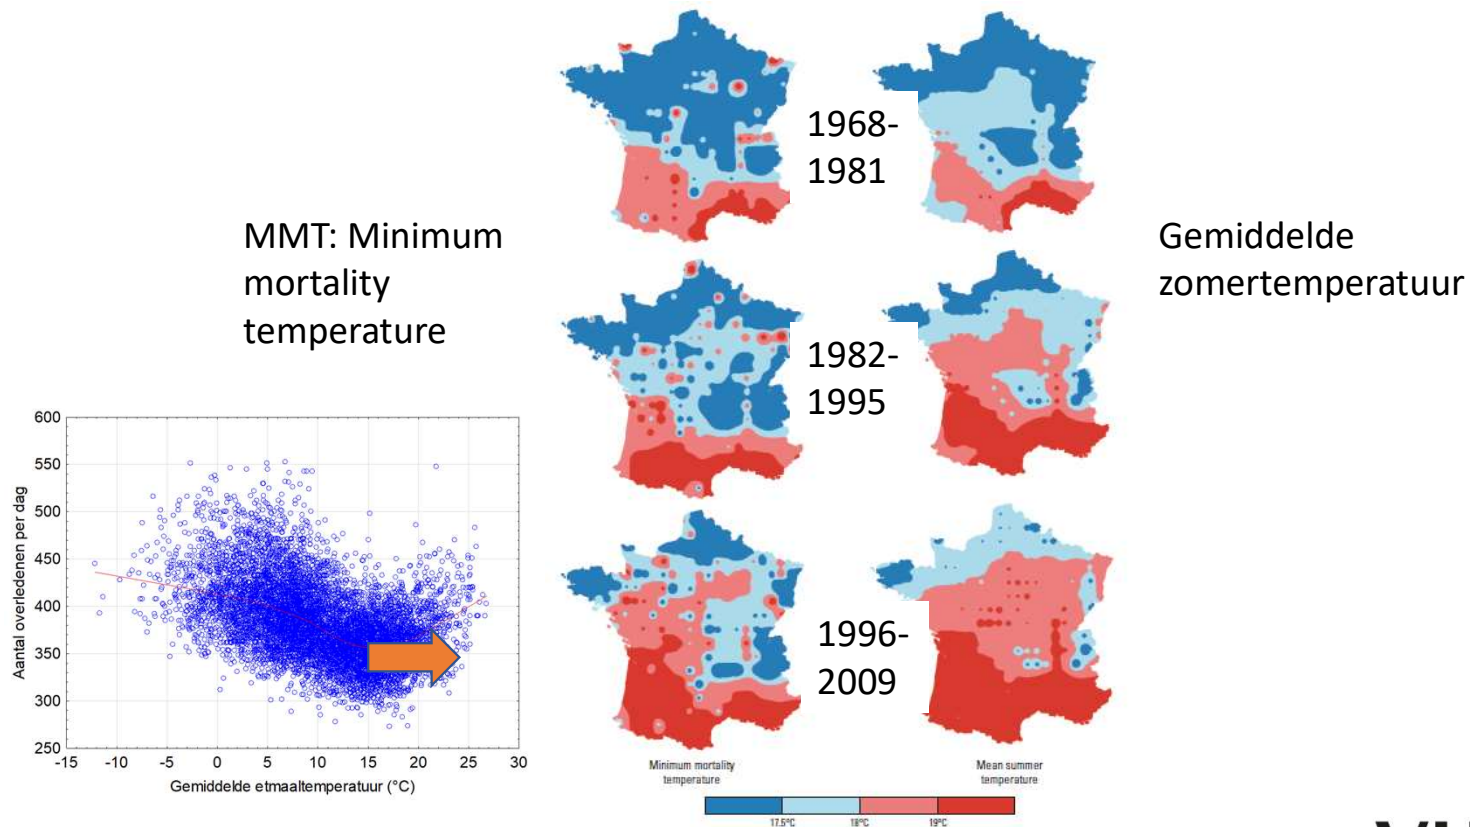 1968-
1981
MMT: Minimum
mortality
temperature
Gemiddelde
zomertemperatuur
1982-
1995
600
550
500
450
400
350
300
250
Aantal overledenen per dag
-15 -10 -5 0 5 10 15 20 25 30
Gemiddelde etmaaltemperatuur (°C)
1996-
2009
Minimum mortality
temperature
Mean summer
temperature
17.5°C 18°C 19°C